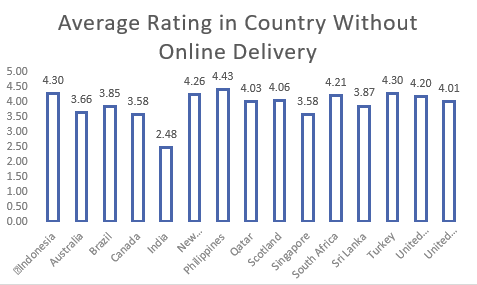 Average Rating in Country Without
Online Delivery
5.00
4.50
4.00
3.50
3.00
2.50
2.00
1.50
1.00
0.50
0.00
4.30
3.66
3.85
3.58
2.48
4.26
4.43
4.03
4.06
3.58
4.21
3.87
4.30
4.20
4.01
Indonesia
Australia
Brazil
Canada
India
New...
Philippines
Qatar
Scotland
Singapore
South Africa
Sri Lanka
Turkey
United...
United...